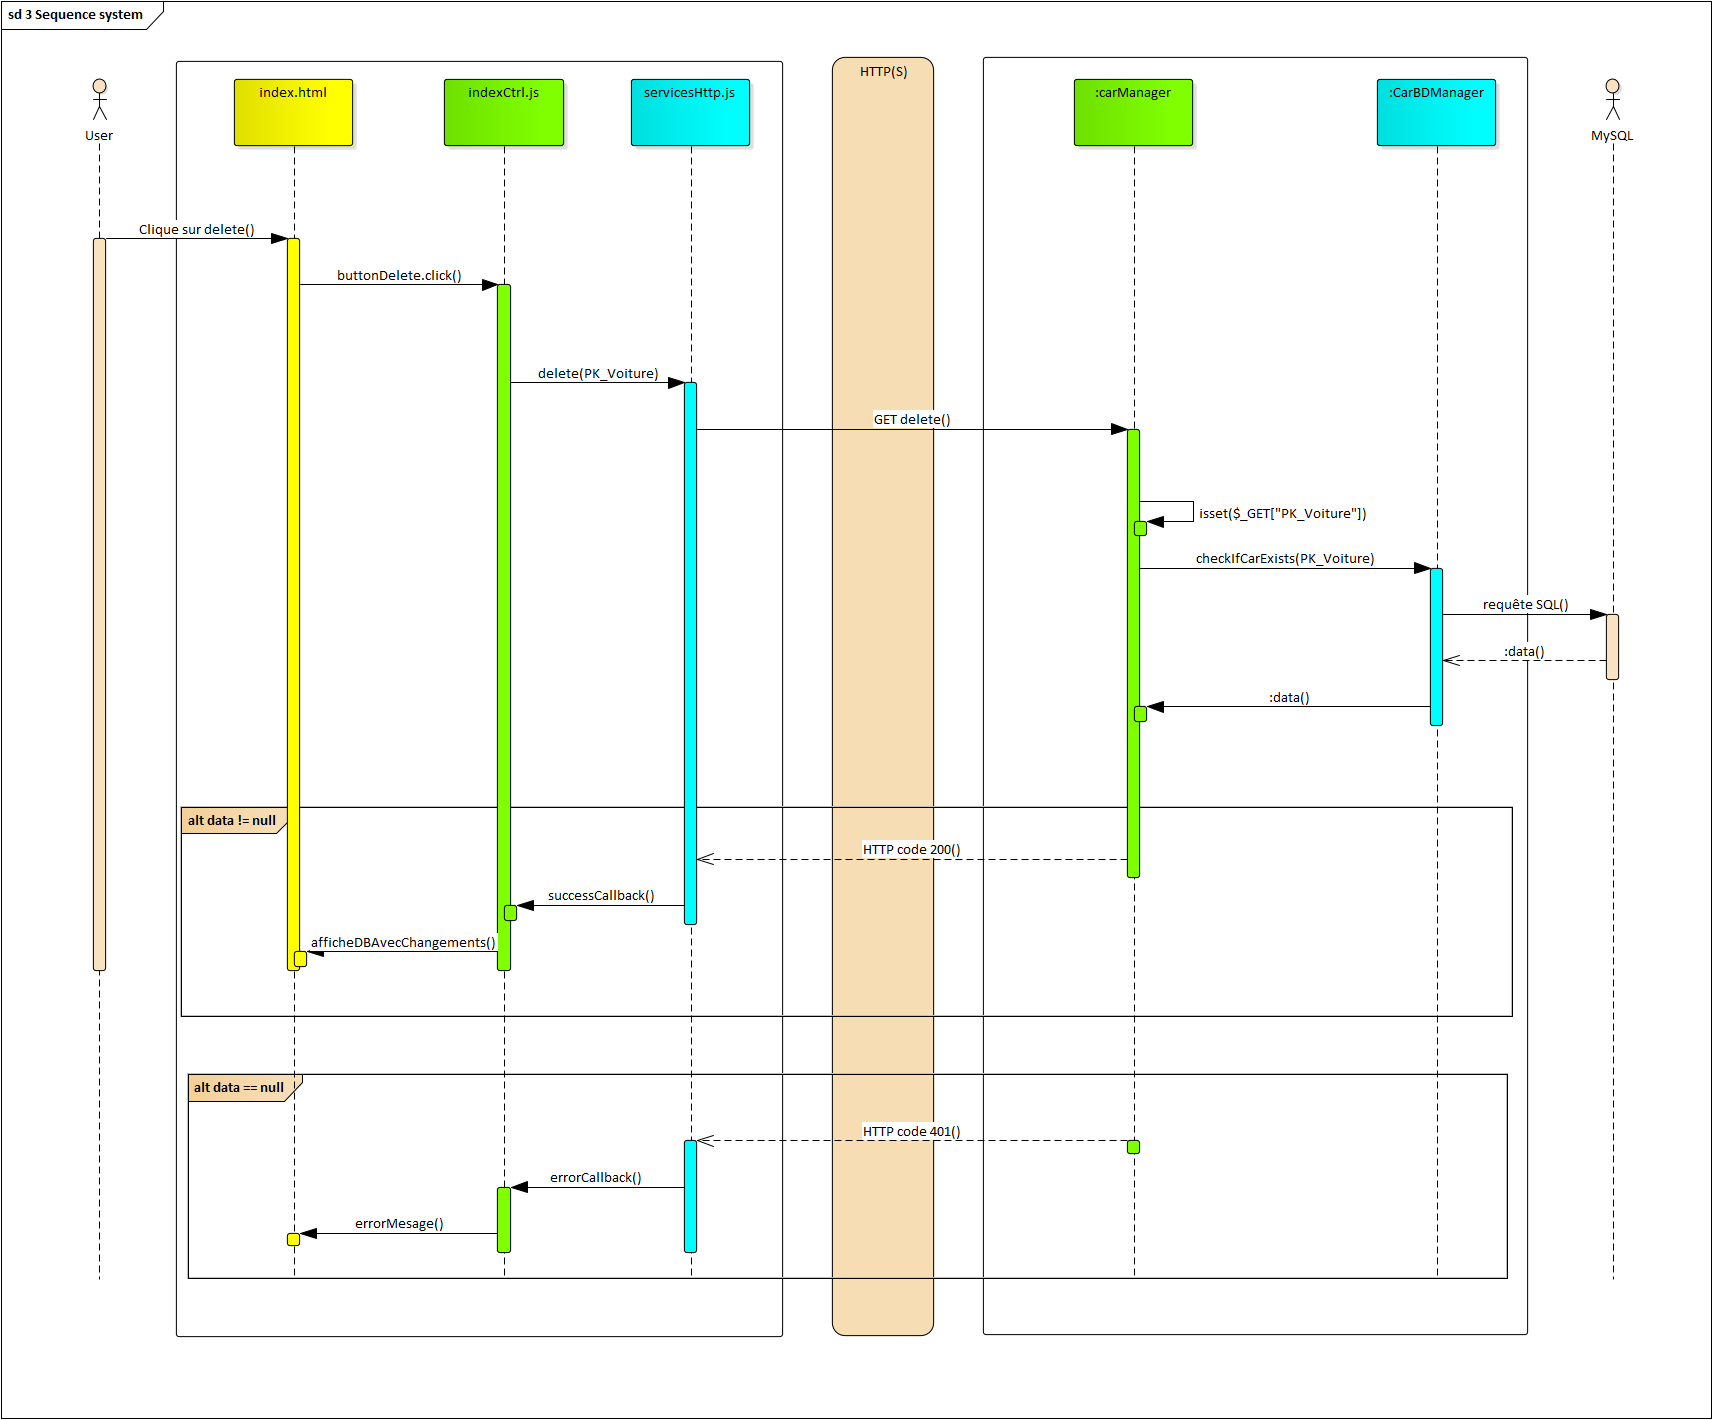 sd 3 Sequence system
HTTP(S)
index.html
indexCtrl.js
servicesHttp.js
:carManager
:CarBDManager
User
MySQL
Clique sur delete()
buttonDelete.click()
delete(PK_Voiture)
GET delete()
isset($_GET["PK_Voiture"])
checkIfCarExists(PK_Voiture)
requête SQL()
:data()
:data()
alt data != null
HTTP code 200()
successCallback()
afficheDBAvecChangements()
alt data == null
HTTP code 401()
errorCallback()
errorMesage()